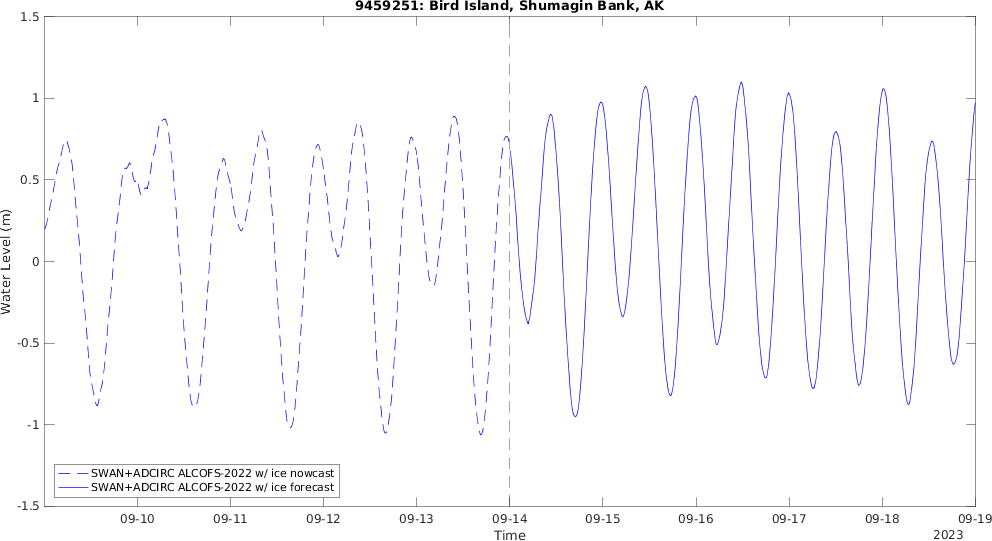 9459251: Bird Island, Shumagin Bank, AK
1.5
1
0.5
0
-0.5
-1
-1.5
Water Level (m)
SWAN+ADCIRC ALCOFS-2022 w/ ice nowcast
SWAN+ADCIRC ALCOFS-2022 w/ ice forecast
09-10 09-11 09-12 09-13 09-14 09-15 09-16 09-17 09-18 09-19
Time
2023